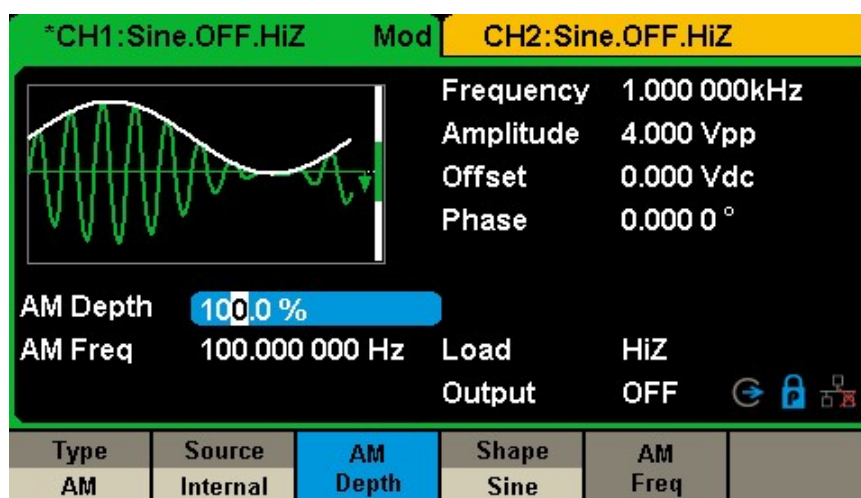 *CH1:Sine.OFF.HiZ Mod CH2:Sine.OFF.HiZ
Frequency 1.000 000kHz
Amplitude 4.000 Vpp
Offset 0.000 Vdc
Phase 0.000 0 °
AM Depth 100.0 %
AM Freq 100.000 000 Hz Load HiZ
Output OFF P
Type Source AM Depth Shape AM Freq
AM Internal Sine